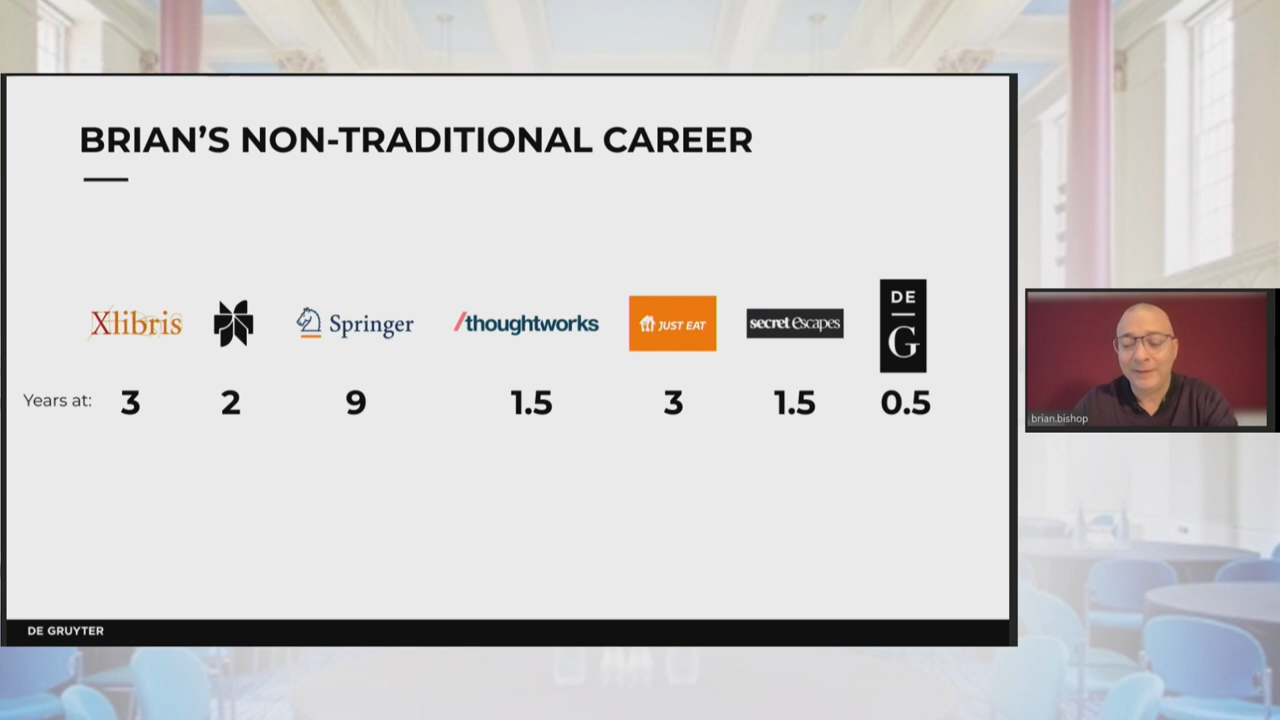 BRIAN'S NON-TRADITIONAL CAREER
Xlibris
Springer
/thoughtworks
JUST EAT
secret escapes
DE
G
Years at: 3 2 9 1.5 3 1.5 0.5
DE GRUYTER
brian.bishop